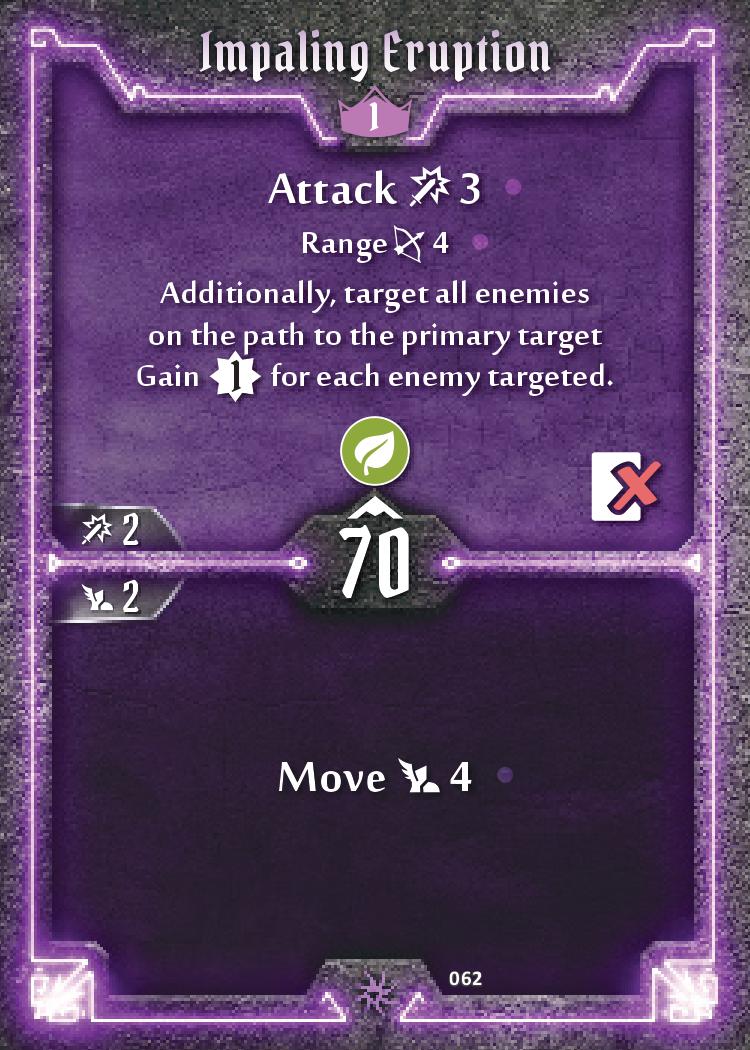 Impaling Eruption
1
Attack 3
Range 4
Additionally, target all enemies
on the path to the primary target
Gain 1 for each enemy targeted.
2
70
2
Move 4
062